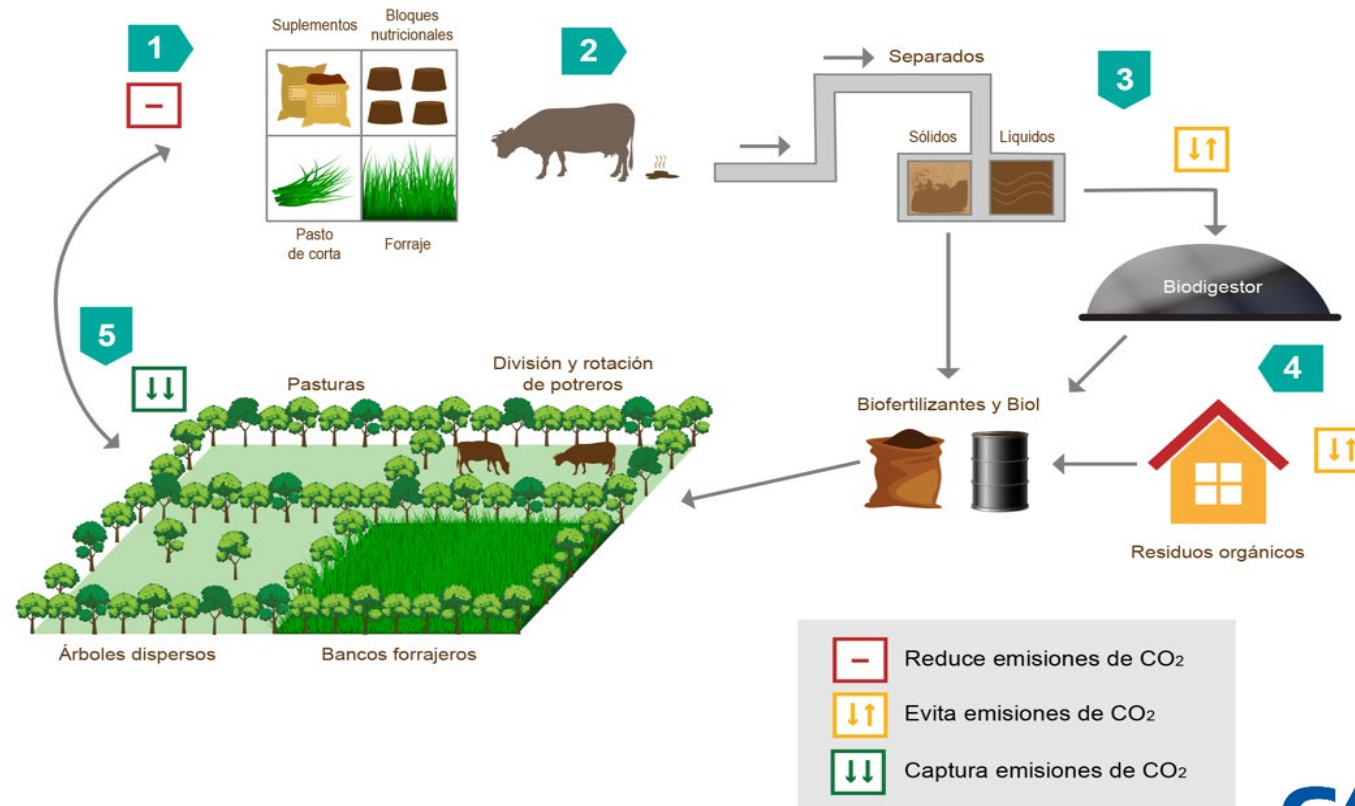 1
Suplementos
Bloques
nutricionales
Pasto
de corta
Forraje
2
Separados
Sólidos
Líquidos
3
Biodigestor
4
Biofertilizantes y Biol
Residuos orgánicos
5
Pasturas
División y rotación
de potreros
Árboles dispersos
Bancos forrajeros
Reduce emisiones de CO₂
Evita emisiones de CO₂
Captura emisiones de CO₂